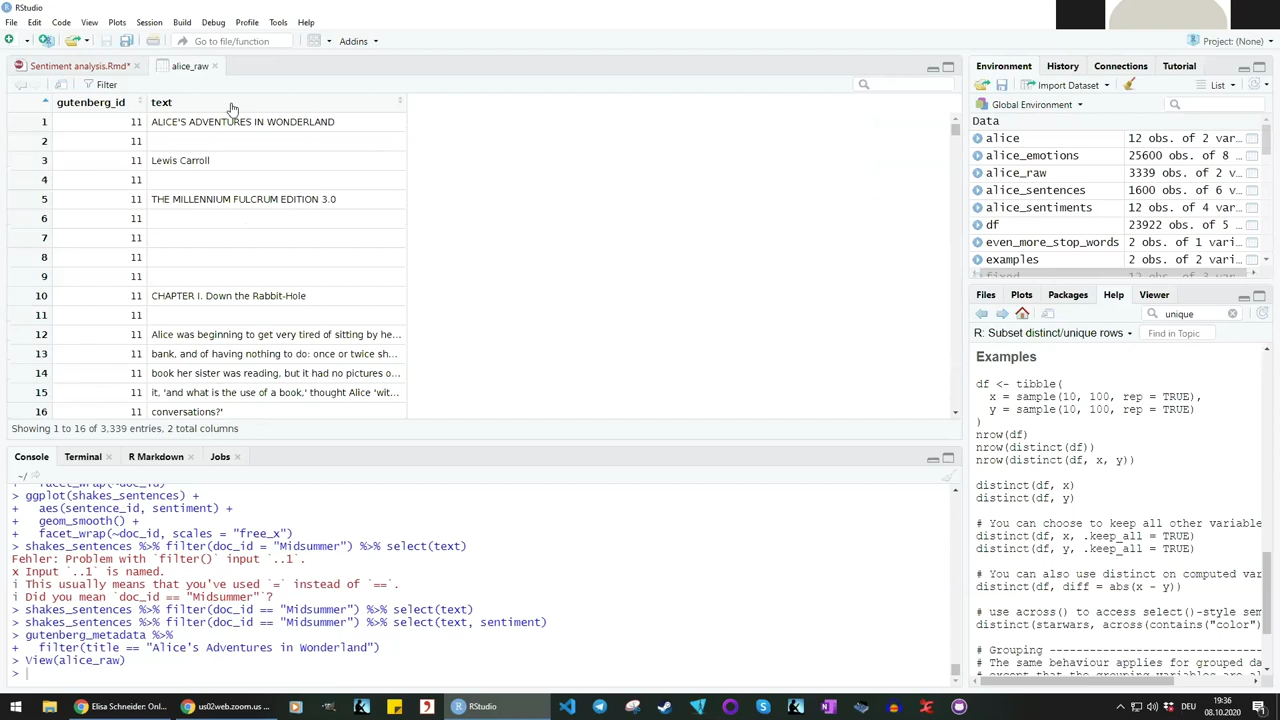 RStudio
File Edit Code View Plots Session Build Debug Profile Tools Help
Go to file/function Addins Project: (None)
Sentiment analysis.Rmd* alice_raw
Filter
gutenberg_id text
1 11 ALICE'S ADVENTURES IN WONDERLAND
2 11
3 11 Lewis Carroll
4 11
5 11 THE MILLENNIUM FULCRUM EDITION 3.0
6 11
7 11
8 11
9 11
10 11 CHAPTER I. Down the Rabbit-Hole
11 11
12 11 Alice was beginning to get very tired of sitting by he...
13 11 bank, and of having nothing to do: once or twice sh...
14 11 book her sister was reading, but it had no pictures o...
15 11 it, 'and what is the use of a book,' thought Alice 'wit...
16 11 conversations?'
Showing 1 to 16 of 3,339 entries, 2 total columns
Console Terminal R Markdown Jobs
~/
+ facet_wrap(~doc_id)
> ggplot(shakes_sentences) +
+ aes(sentence_id, sentiment) +
+ geom_smooth() +
+ facet_wrap(~doc_id, scales = "free_x")
> shakes_sentences %>% filter(doc_id = "Midsummer") %>% select(text)
Fehler: Problem with `filter()` input `..1`.
x Input `..1` is named.
i This usually means that you've used `=` instead of `==`.
i Did you mean `doc_id == "Midsummer"`?
> shakes_sentences %>% filter(doc_id == "Midsummer") %>% select(text)
> shakes_sentences %>% filter(doc_id == "Midsummer") %>% select(text, sentiment)
> gutenberg_metadata %>%
+ filter(title == "Alice's Adventures in Wonderland")
> View(alice_raw)
>
Environment History Connections Tutorial
Import Dataset List
Global Environment
Data
alice 12 obs. of 2 var...
alice_emotions 25600 obs. of 8 ...
alice_raw 3339 obs. of 2 v...
alice_sentences 1600 obs. of 6 v...
alice_sentiments 12 obs. of 4 var...
df 23922 obs. of 5 ...
even_more_stop_words 2 obs. of 1 vari...
examples 2 obs. of 2 vari...
Files Plots Packages Help Viewer
unique
R: Subset distinct/unique rows Find in Topic
Examples
df <- tibble(
x = sample(10, 100, rep = TRUE),
y = sample(10, 100, rep = TRUE)
)
nrow(df)
nrow(distinct(df))
nrow(distinct(df, x, y))
distinct(df, x)
distinct(df, y)
# You can choose to keep all other variable
distinct(df, x, .keep_all = TRUE)
distinct(df, y, .keep_all = TRUE)
# You can also use distinct on computed var
distinct(df, diff = abs(x - y))
# use across() to access select()-style sem
distinct(starwars, across(contains("color")
# Grouping
# The same behaviour applies for grouped da
Elisa Schneider: Onl... us02web.zoom.us ... RStudio DEU 19:36
08.10.2020